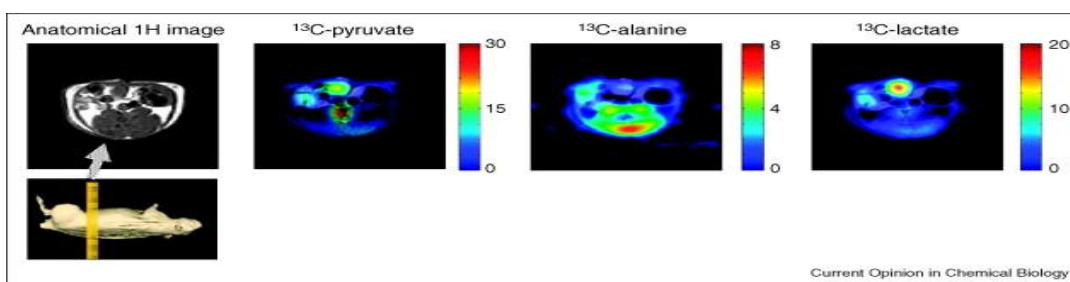 Anatomical 1H image
¹³C-pyruvate
30
15
0
¹³C-alanine
8
4
0
¹³C-lactate
20
10
0
Current Opinion in Chemical Biology